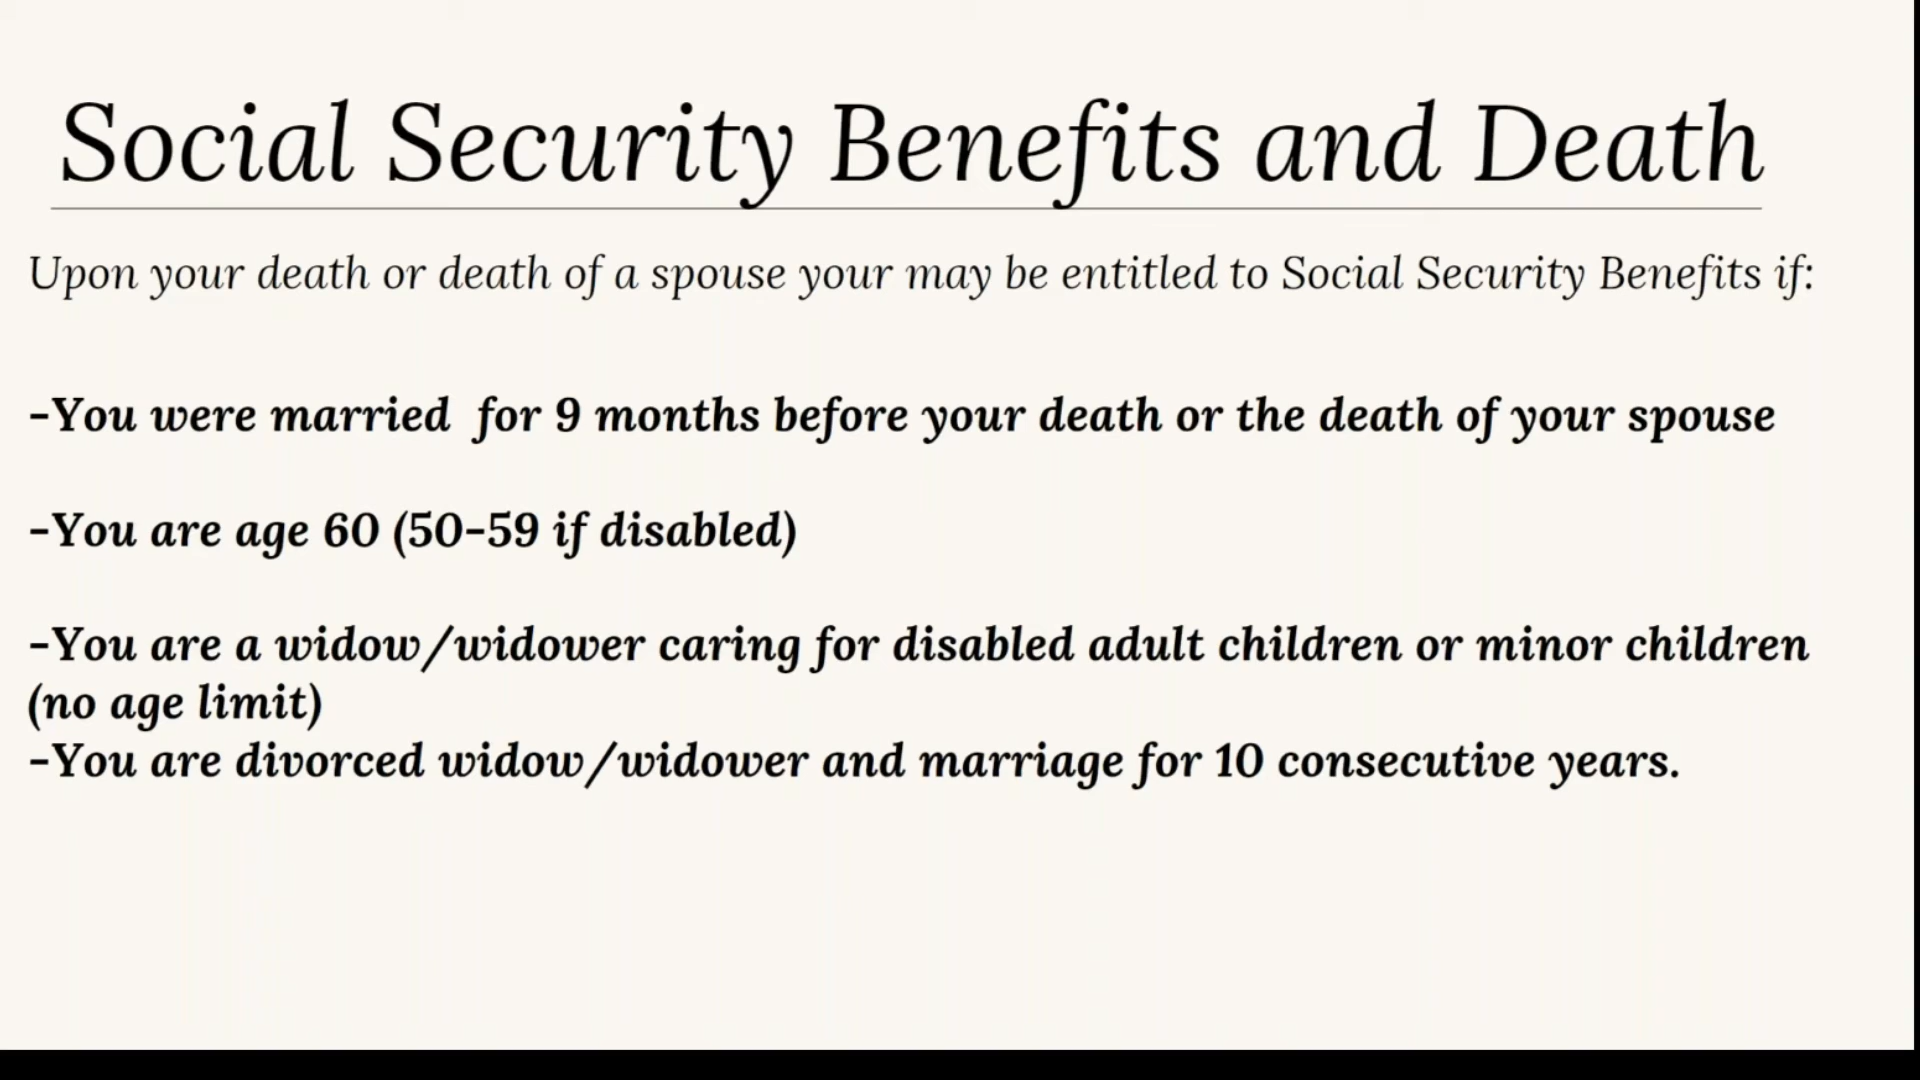 Social Security Benefits and Death
Upon your death or death of a spouse your may be entitled to Social Security Benefits if:
-You were married  for 9 months before your death or the death of your spouse
-You are age 60 (50-59 if disabled)
-You are a widow/widower caring for disabled adult children or minor children
(no age limit)
-You are divorced widow/widower and marriage for 10 consecutive years.